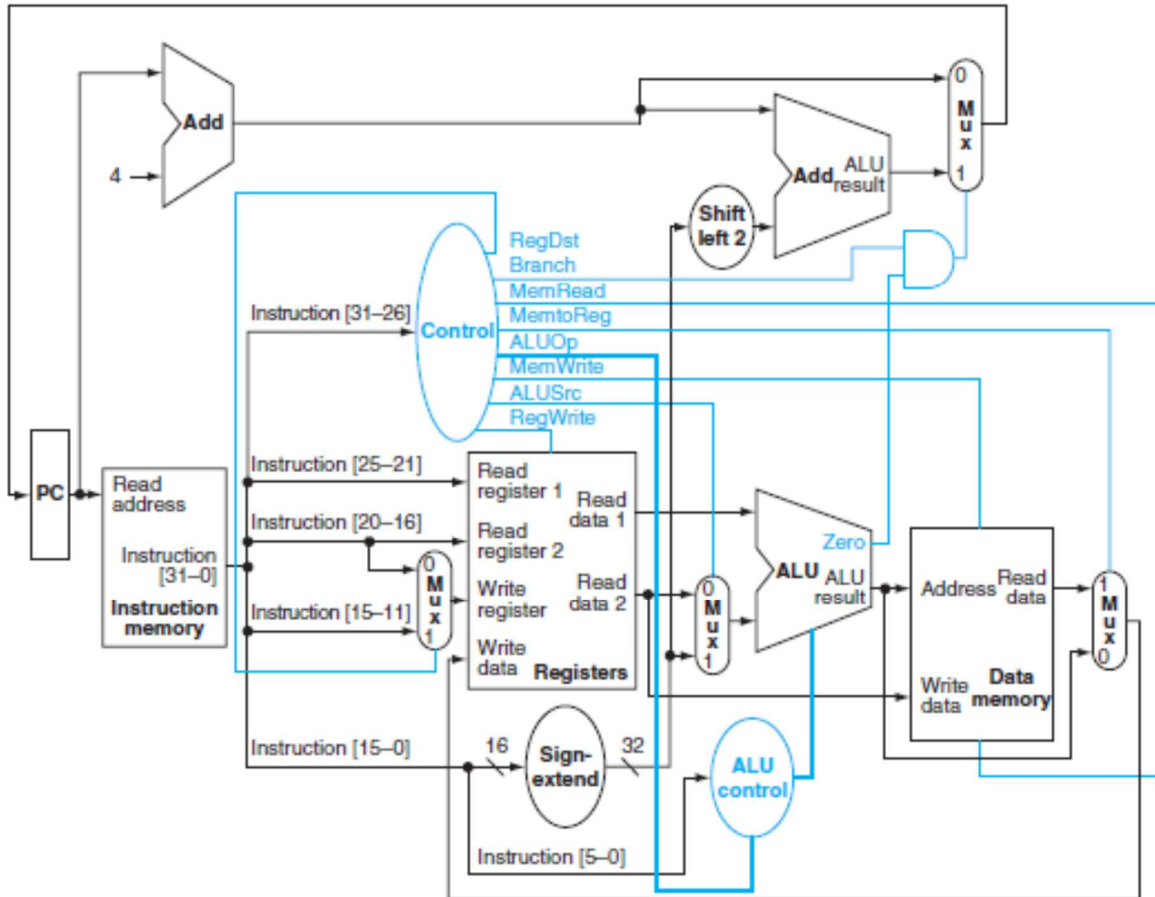 0
M
u
x
1
Add
4
Add
ALU
result
Shift
left 2
RegDst
Branch
MemRead
MemtoReg
ALUOp
MemWrite
ALUSrc
RegWrite
Control
Instruction [31–26]
PC
Read
address
Instruction
[31–0]
Instruction
memory
Instruction [25–21]
Instruction [20–16]
Instruction [15–11]
0
M
u
x
1
Read
register 1
Read
register 2
Write
register
Write
data
Read
data 1
Read
data 2
Registers
0
M
u
x
1
Zero
ALU
ALU
result
Address
Read
data
Write
data
Data
memory
1
M
u
x
0
Instruction [15–0]
16
Sign-
extend
32
ALU
control
Instruction [5–0]